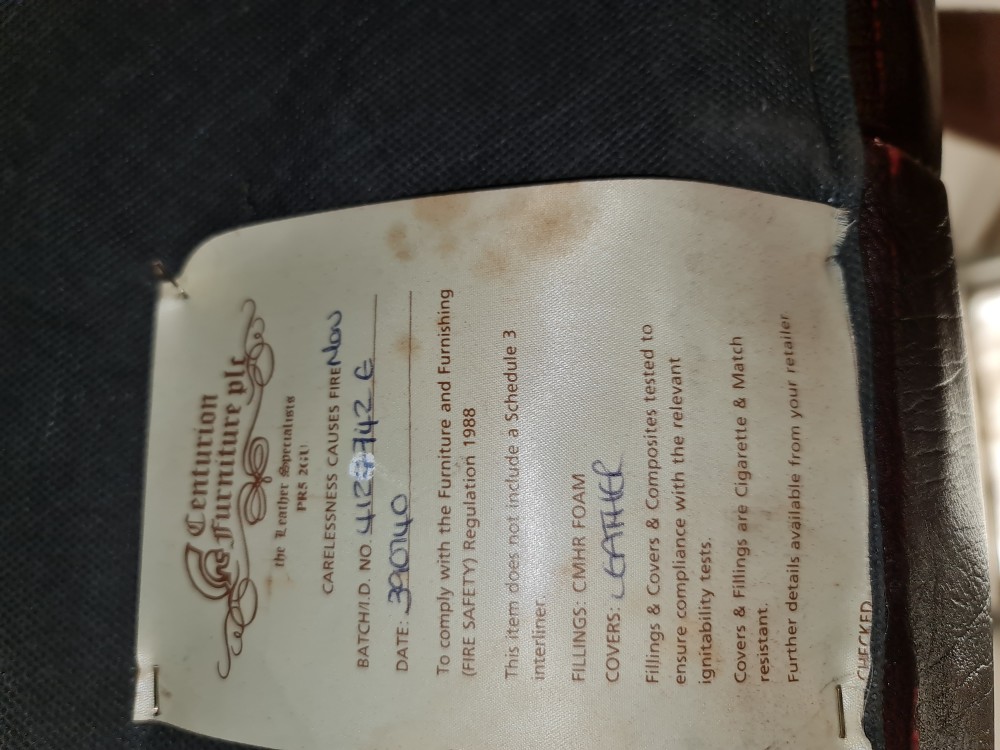 Centurion
Furniture plc
the Leather Specialists
PR5 2GU
CARELESSNESS CAUSES FIRE
BATCH/I.D. NO.
DATE: 390740
To comply with the Furniture and Furnishing
(FIRE SAFETY) Regulation 1988
This item does not include a Schedule 3
interliner.
FILLINGS: CMHR FOAM
COVERS: LEATHER
Fillings & Covers & Composites tested to
ensure compliance with the relevant
ignitability tests.
Covers & Fillings are Cigarette & Match
resistant.
Further details available from your retailer
CHECKED